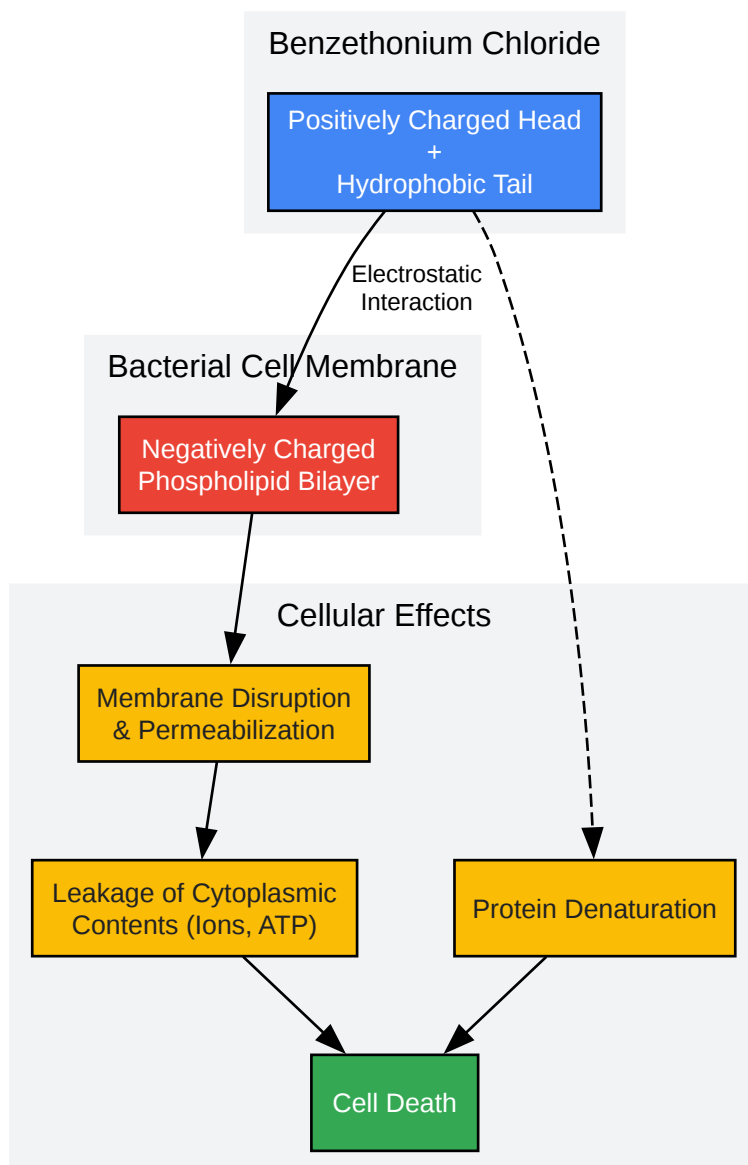 Benzethonium Chloride
Positively Charged Head
+
Hydrophobic Tail
Electrostatic
Interaction
Bacterial Cell Membrane
Negatively Charged
Phospholipid Bilayer
Cellular Effects
Membrane Disruption
& Permeabilization
Leakage of Cytoplasmic
Contents (Ions, ATP)
Protein Denaturation
Cell Death